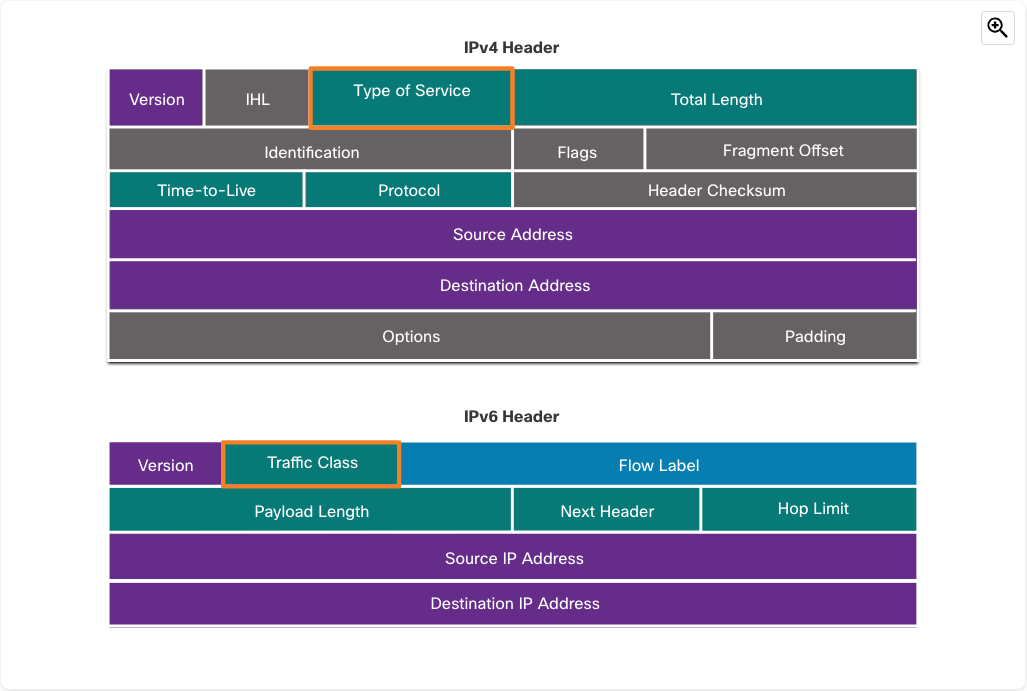 IPv4 Header
Version IHL Type of Service Total Length
Identification Flags Fragment Offset
Time-to-Live Protocol Header Checksum
Source Address
Destination Address
Options Padding
IPv6 Header
Version Traffic Class Flow Label
Payload Length Next Header Hop Limit
Source IP Address
Destination IP Address